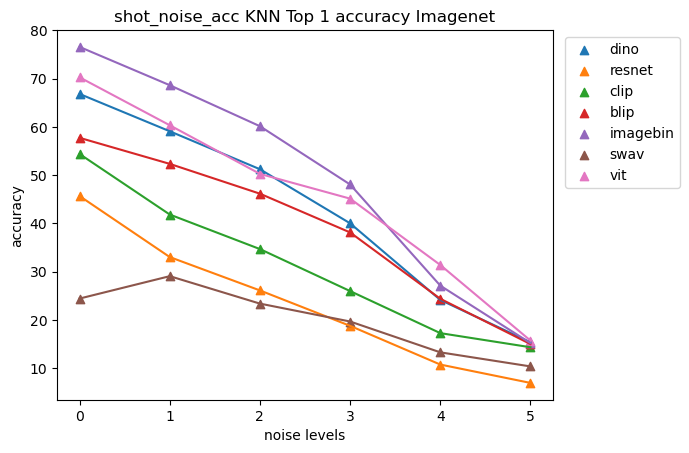 shot_noise_acc KNN Top 1 accuracy Imagenet
accuracy
80
70
60
50
40
30
20
10
0 1 2 3 4 5
noise levels
dino
resnet
clip
blip
imagebin
swav
vit